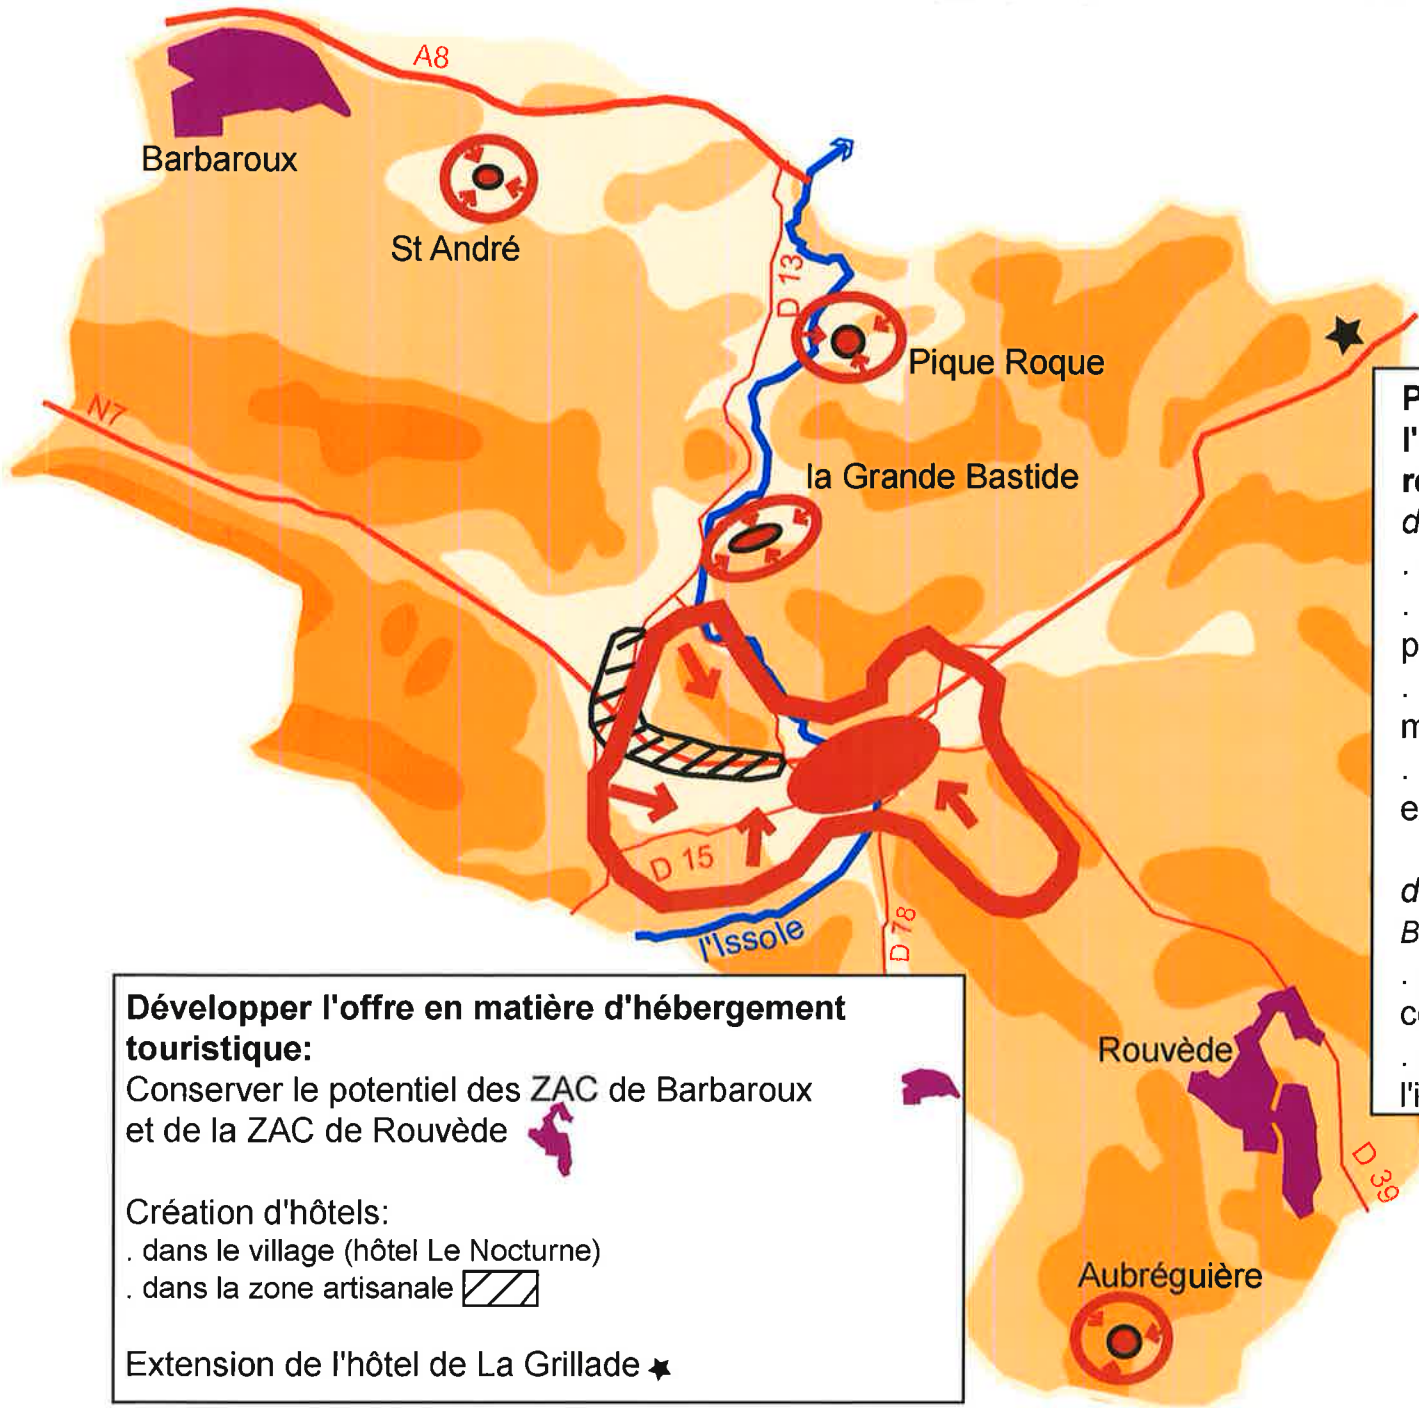 A8
Barbaroux
St André
D 13
Pique Roque
N7
la Grande Bastide
D 15
l'Issole
D 18
Rouvède
D 39
Aubréguière
Développer l'offre en matière d'hébergement
touristique:
Conserver le potentiel des ZAC de Barbaroux
et de la ZAC de Rouvède
Création d'hôtels:
. dans le village (hôtel Le Nocturne)
. dans la zone artisanale
Extension de l'hôtel de La Grillade